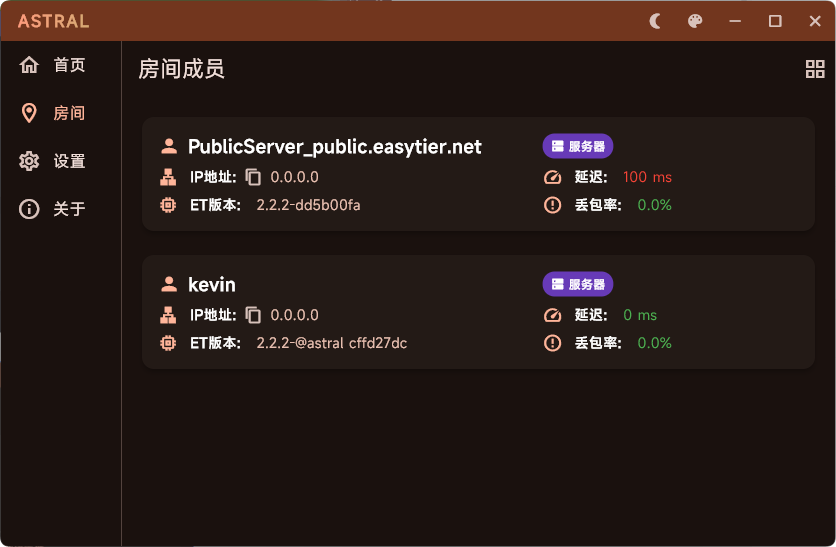 ASTRAL
首页
房间
设置
关于
房间成员
PublicServer_public.easytier.net
服务器
IP地址: 0.0.0.0
延迟: 100 ms
ET版本: 2.2.2-dd5b00fa
丢包率: 0.0%
kevin
服务器
IP地址: 0.0.0.0
延迟: 0 ms
ET版本: 2.2.2-@astral cffd27dc
丢包率: 0.0%